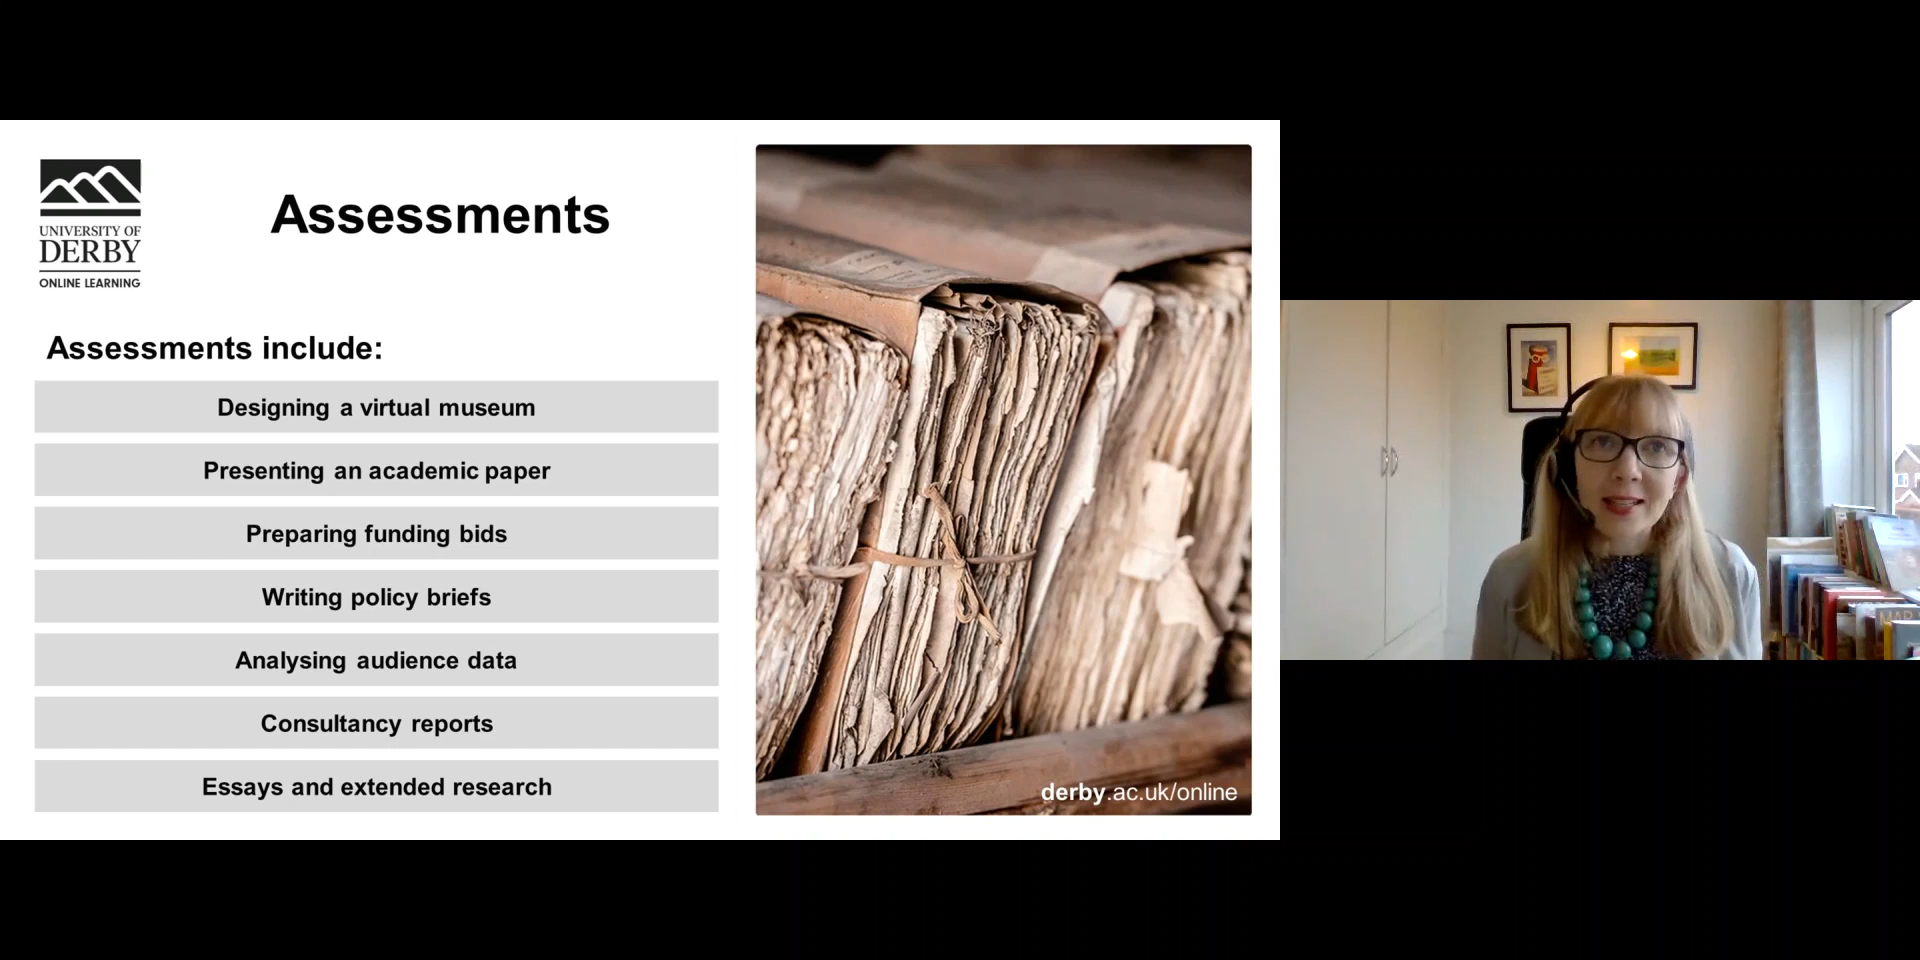 UNIVERSITY OF
DERBY
ONLINE LEARNING
Assessments
Assessments include:
Designing a virtual museum
Presenting an academic paper
Preparing funding bids
Writing policy briefs
Analysing audience data
Consultancy reports
Essays and extended research
derby.ac.uk/online